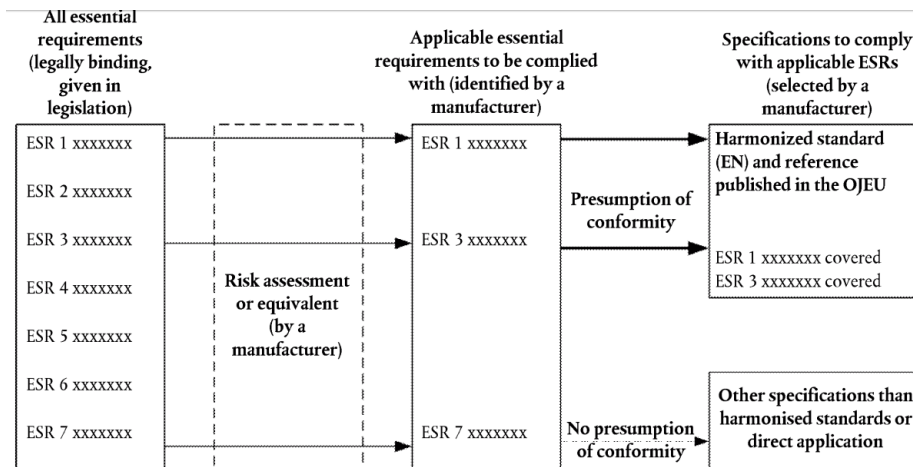 All essential
requirements
(legally binding,
given in
legislation)
ESR 1 xxxxxxx
ESR 2 xxxxxxx
ESR 3 xxxxxxx
ESR 4 xxxxxxx
ESR 5 xxxxxxx
ESR 6 xxxxxxx
ESR 7 xxxxxxx
Risk assessment
or equivalent
(by a
manufacturer)
Applicable essential
requirements to be complied
with (identified by a
manufacturer)
ESR 1 xxxxxxx
ESR 3 xxxxxxx
ESR 7 xxxxxxx
Presumption of
conformity
No presumption
of conformity
Specifications to comply
with applicable ESRs
(selected by a
manufacturer)
Harmonized standard
(EN) and reference
published in the OJEU
ESR 1 xxxxxxx covered
ESR 3 xxxxxxx covered
Other specifications than
harmonised standards or
direct application